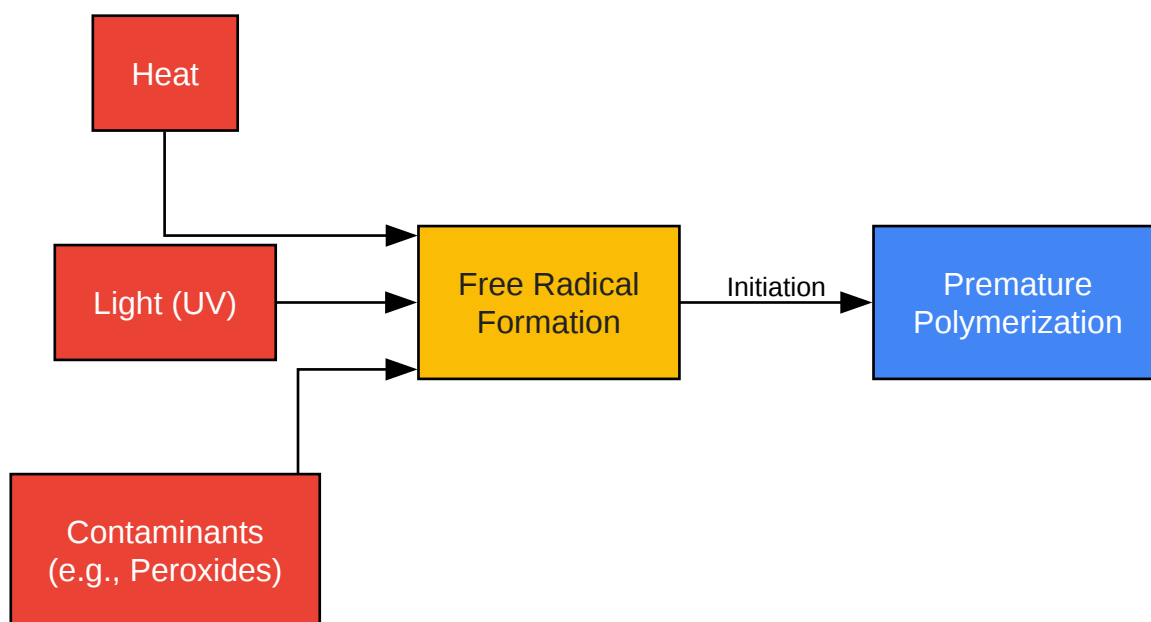 Heat
Light (UV)
Contaminants
(e.g., Peroxides)
Free Radical
Formation
Initiation
Premature
Polymerization